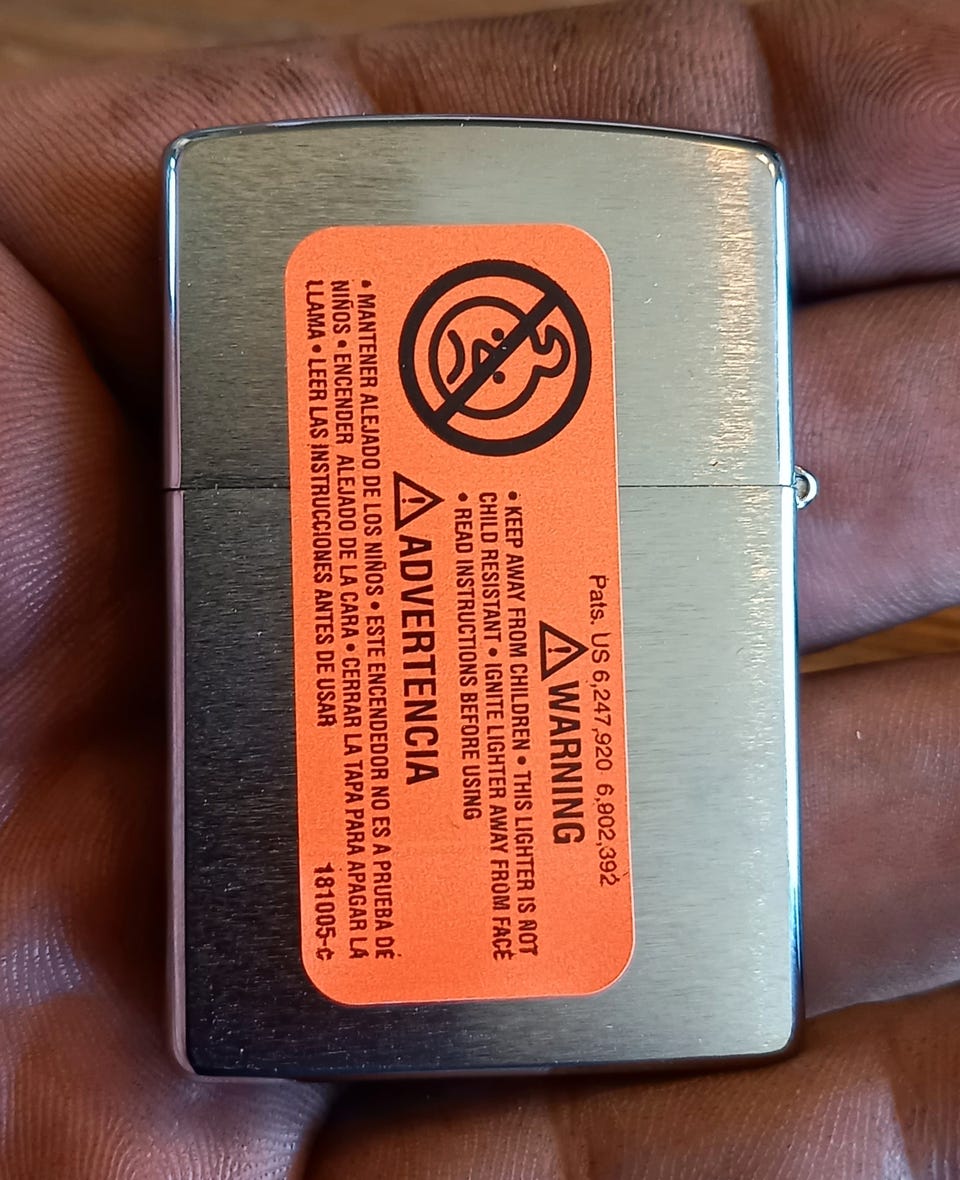 Pats. US 6,247,920 6,902,392
WARNING
• KEEP AWAY FROM CHILDREN • THIS LIGHTER IS NOT
CHILD RESISTANT • IGNITE LIGHTER AWAY FROM FACE
• READ INSTRUCTIONS BEFORE USING
ADVERTENCIA
• MANTENER ALEJADO DE LOS NIÑOS • ESTE ENCENDEDOR NO ES A PRUEBA DE
NIÑOS • ENCENDER ALEJADO DE LA CARA • CERRAR LA TAPA PARA APAGAR LA
LLAMA • LEER LAS INSTRUCCIONES ANTES DE USAR
181005-C